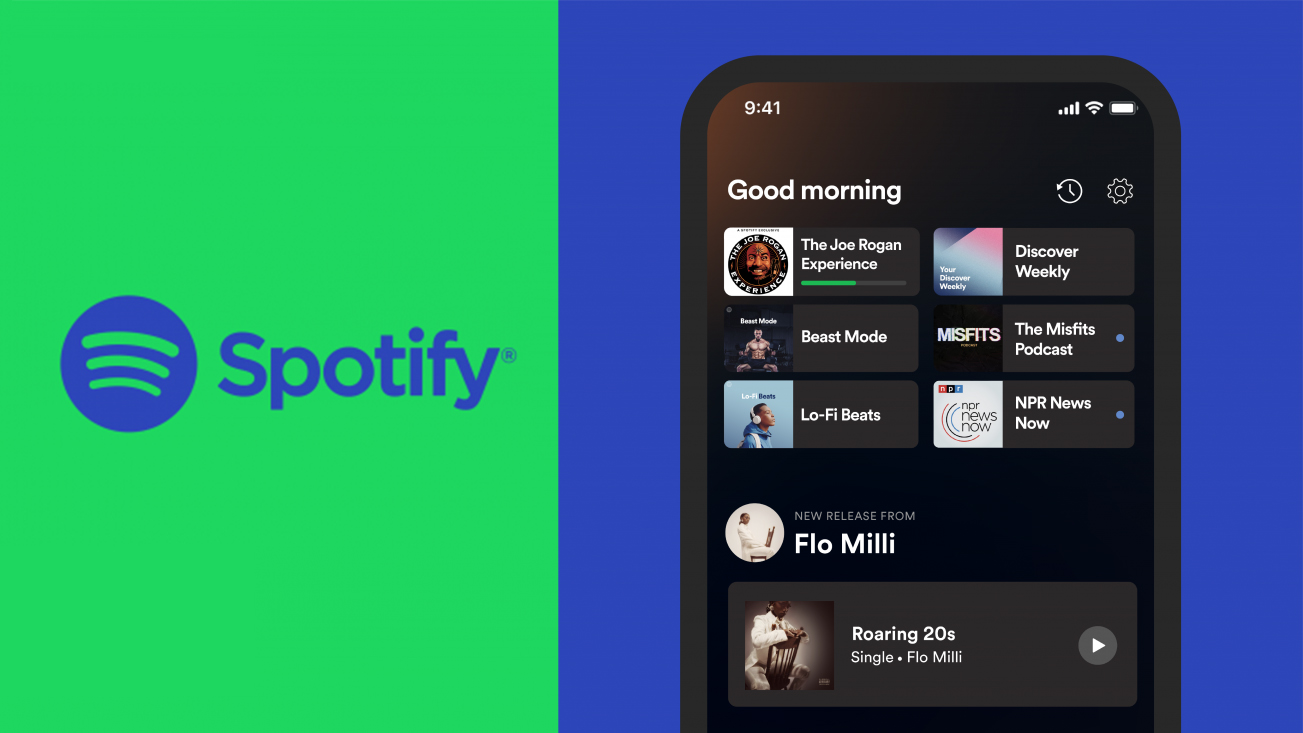 Spotify®
9:41
Good morning
A SPOTIFY EXCLUSIVE
THE JOE ROGAN
EXPERIENCE
The Joe Rogan
Experience
Your
Discover
Weekly
Discover
Weekly
Beast Mode
Beast Mode
MISFITS
PODCAST
The Misfits
Podcast
Lo-Fi Beats
Lo-Fi Beats
npr
npr
news
now
NPR News
Now
NEW RELEASE FROM
Flo Milli
Roaring 20s
Single • Flo Milli